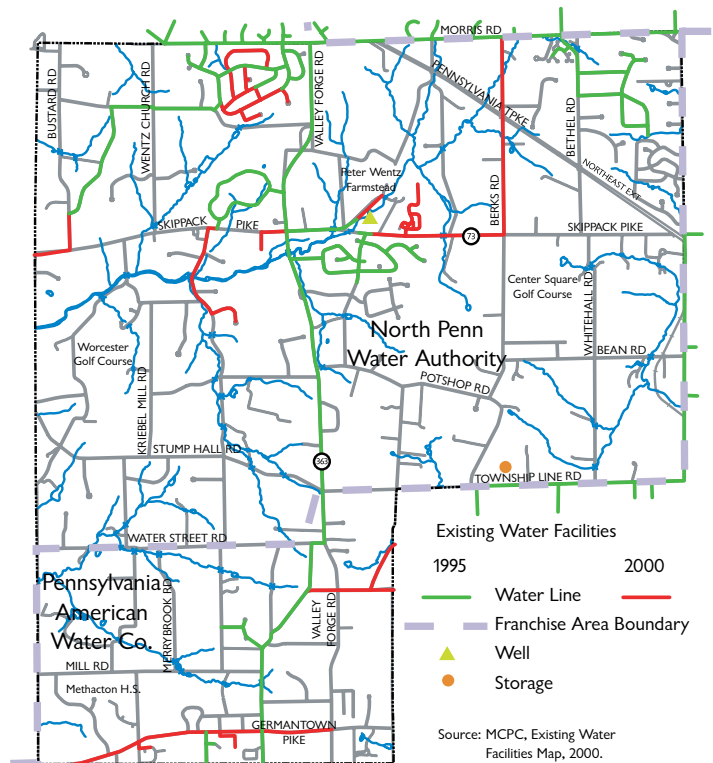 MORRIS RD
BUSTARD RD
WENTZ CHURCH RD
VALLEY FORGE RD
PENNSYLVANIA TPKE
BETHEL RD
NORTHEAST EXT
Peter Wentz
Farmstead
BERKS RD
SKIPPACK PIKE
SKIPPACK PIKE
73
Center Square
Golf Course
WHITEHALL RD
North Penn
Water Authority
BEAN RD
Worcester
Golf Course
KRIEBEL MILL RD
POTSHOP RD
STUMP HALL RD
363
TOWNSHIP LINE RD
WATER STREET RD
Pennsylvania
American
Water Co.
MERRYBROOK RD
VALLEY
FORGE RD
MILL RD
Methacton H.S.
GERMANTOWN
PIKE
Existing Water Facilities
1995 2000
Water Line
Franchise Area Boundary
Well
Storage
Source: MCPC, Existing Water
Facilities Map, 2000.